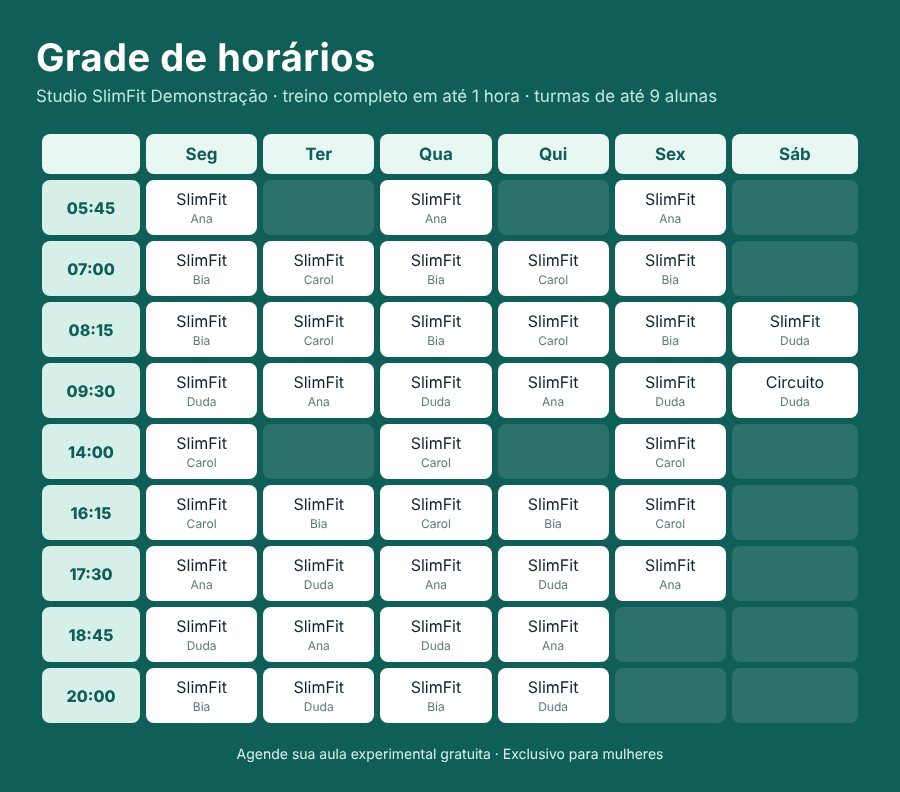 Grade de horários
Studio SlimFit Demonstração · treino completo em até 1 hora · turmas de até 9 alunas
Seg Ter Qua Qui Sex Sáb
05:45 SlimFit SlimFit SlimFit
Ana Ana Ana
07:00 SlimFit SlimFit SlimFit SlimFit SlimFit
Bia Carol Bia Carol Bia
08:15 SlimFit SlimFit SlimFit SlimFit SlimFit SlimFit
Bia Carol Bia Carol Bia Duda
09:30 SlimFit SlimFit SlimFit SlimFit SlimFit Circuito
Duda Ana Duda Ana Duda Duda
14:00 SlimFit SlimFit SlimFit
Carol Carol Carol
16:15 SlimFit SlimFit SlimFit SlimFit SlimFit
Carol Bia Carol Bia Carol
17:30 SlimFit SlimFit SlimFit SlimFit SlimFit
Ana Duda Ana Duda Ana
18:45 SlimFit SlimFit SlimFit SlimFit
Duda Ana Duda Ana
20:00 SlimFit SlimFit SlimFit SlimFit
Bia Duda Bia Duda
Agende sua aula experimental gratuita · Exclusivo para mulheres